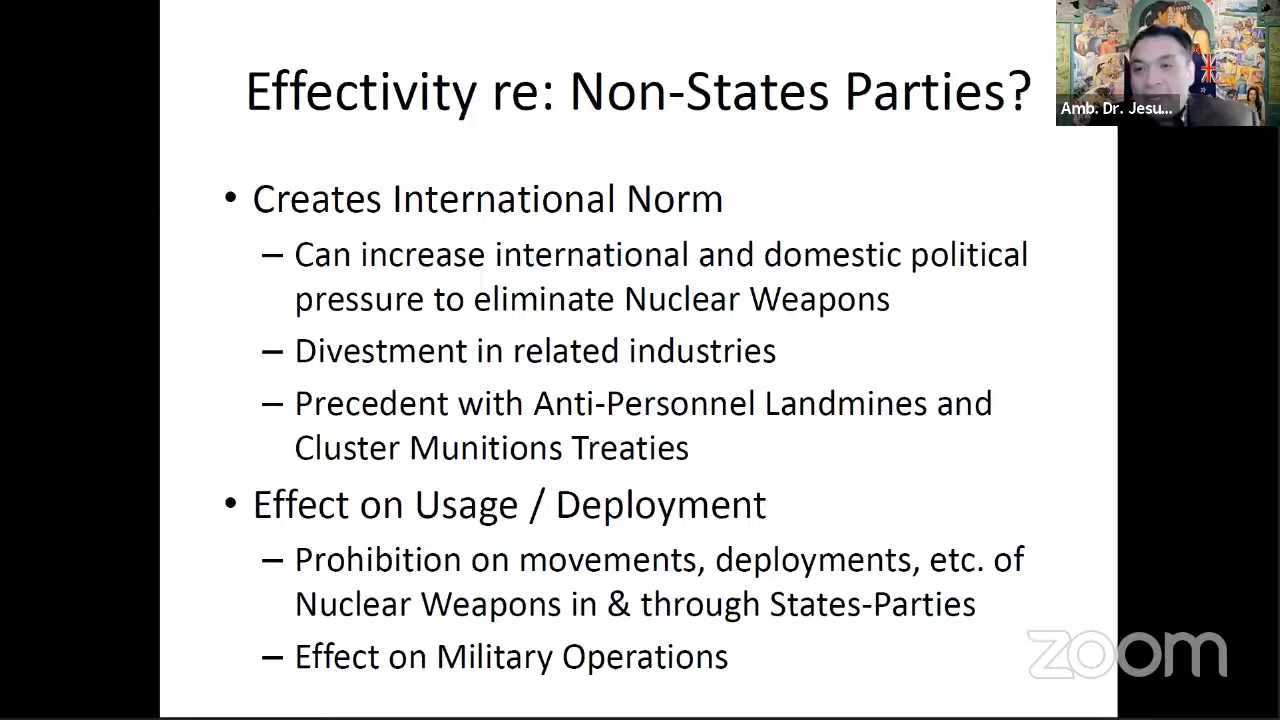 Effectivity re: Non-States Parties?
Amb. Dr. Jesu...
• Creates International Norm
– Can increase international and domestic political
pressure to eliminate Nuclear Weapons
– Divestment in related industries
– Precedent with Anti-Personnel Landmines and
Cluster Munitions Treaties
• Effect on Usage / Deployment
– Prohibition on movements, deployments, etc. of
Nuclear Weapons in & through States-Parties
– Effect on Military Operations
zoom